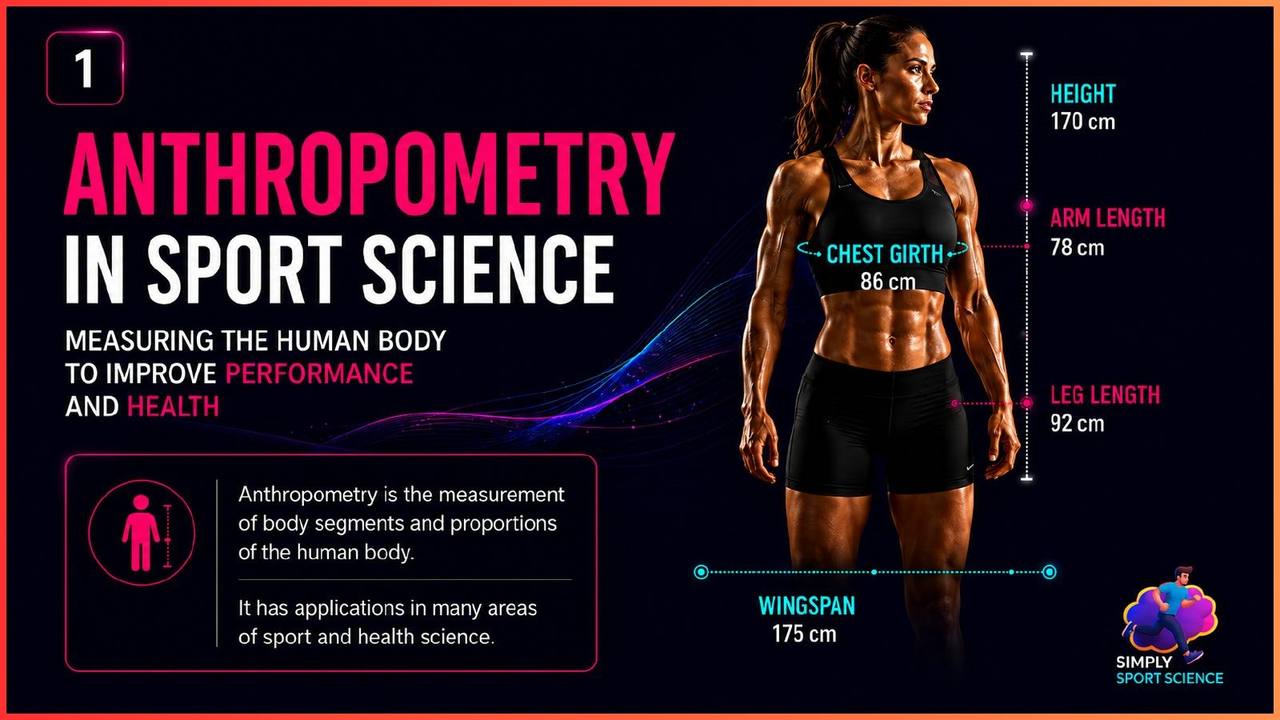 1
ANTHROPOMETRY
IN SPORT SCIENCE
MEASURING THE HUMAN BODY
TO IMPROVE PERFORMANCE
AND HEALTH
Anthropometry is the measurement
of body segments and proportions
of the human body.
It has applications in many areas
of sport and health science.
HEIGHT
170 cm
ARM LENGTH
78 cm
CHEST GIRTH
86 cm
LEG LENGTH
92 cm
WINGSPAN
175 cm
SIMPLY
SPORT SCIENCE